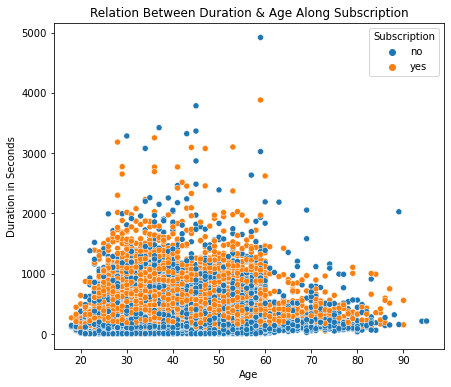 Relation Between Duration & Age Along Subscription
Subscription
no
yes
Duration in Seconds
5000
4000
3000
2000
1000
0
20
30
40
50
60
70
80
90
Age